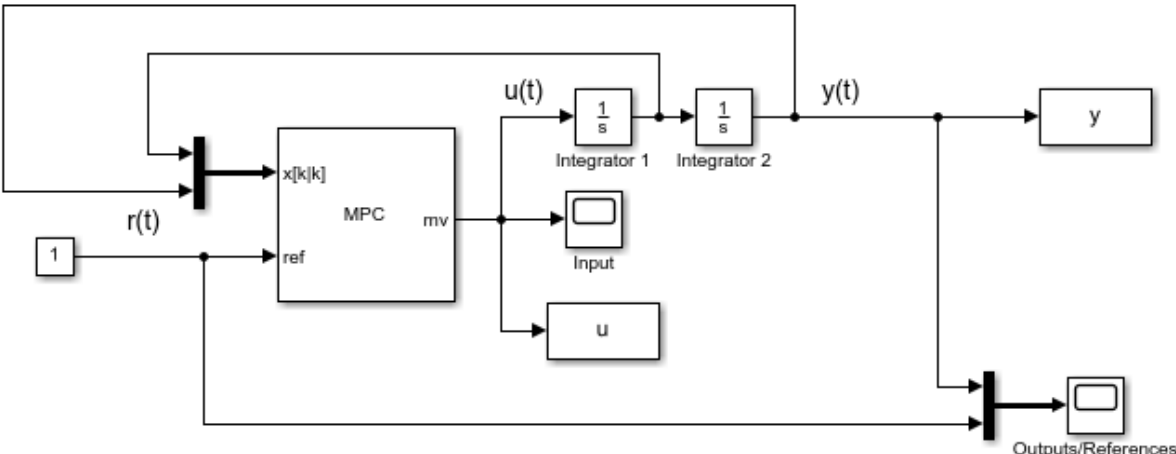 u(t)
y(t)
1
s
1
s
y
Integrator 1
Integrator 2
x[k|k]
MPC
mv
r(t)
1
ref
Input
u
Outputs/References